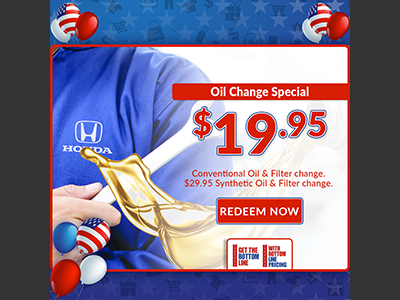 Oil Change Special
$19.95
HONDA
Conventional Oil & Filter change.
$29.95 Synthetic Oil & Filter change.
REDEEM NOW
GET THE
BOTTOM
LINE
WITH
BOTTOM
LINE
PRICING